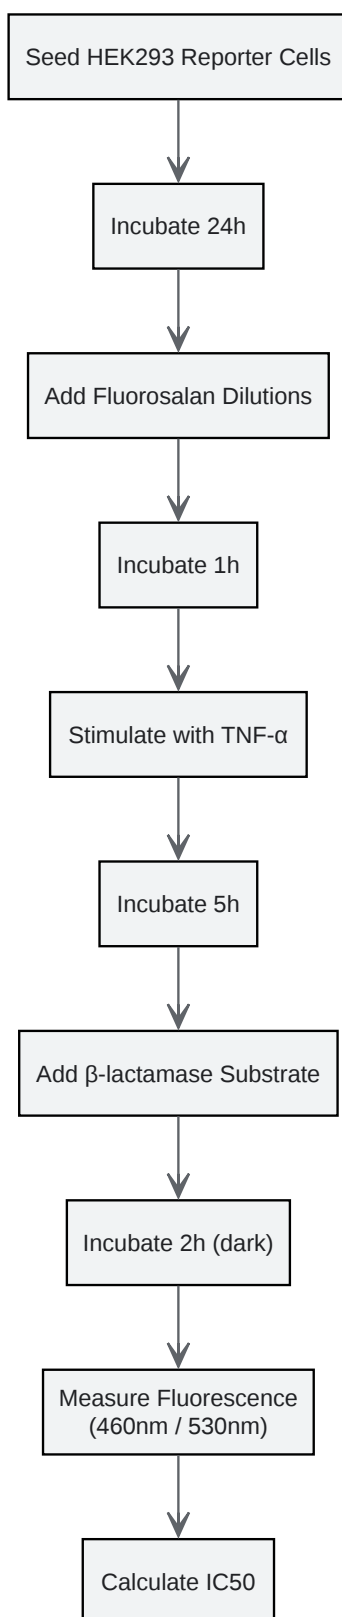 Seed HEK293 Reporter Cells
Incubate 24h
Add Fluorosalan Dilutions
Incubate 1h
Stimulate with TNF-α
Incubate 5h
Add β-lactamase Substrate
Incubate 2h (dark)
Measure Fluorescence
(460nm / 530nm)
Calculate IC50